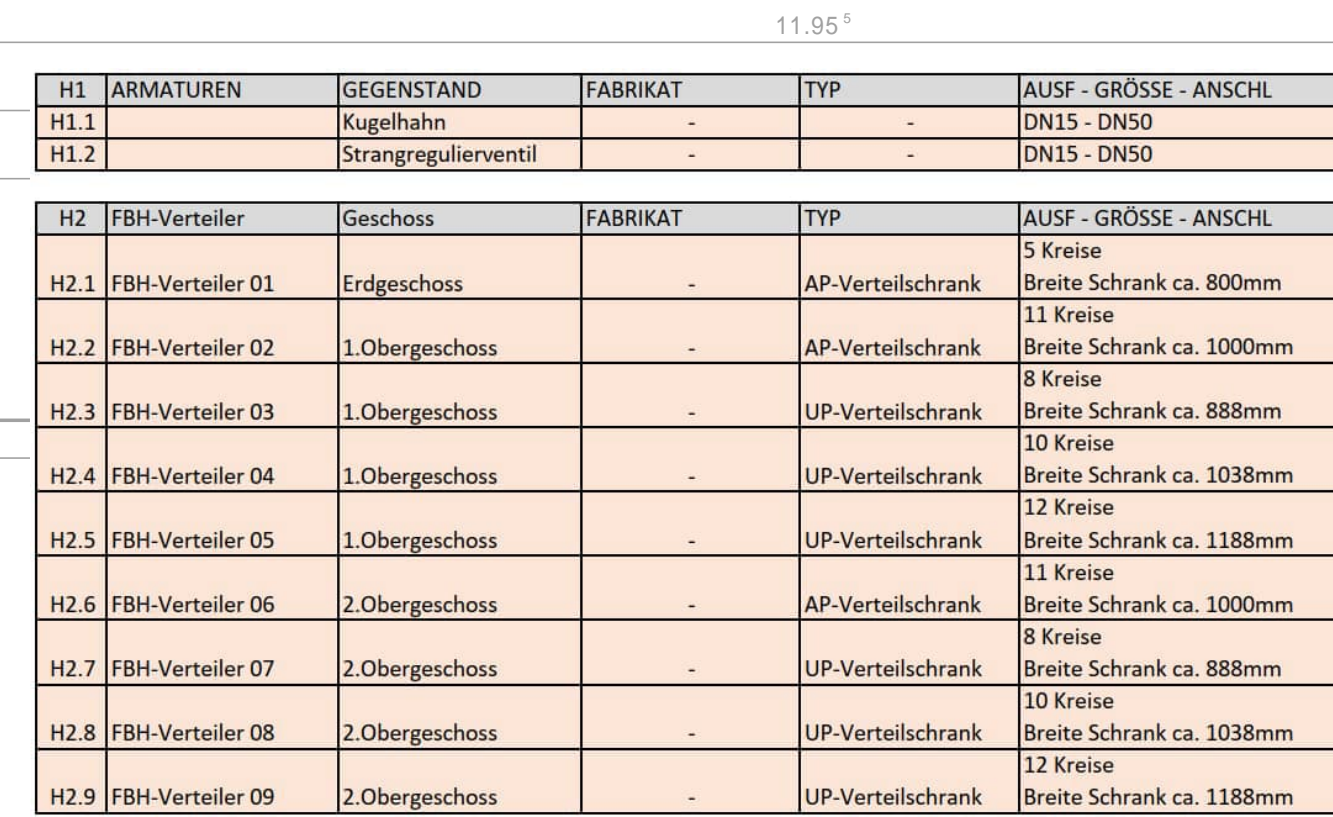 11.95 5
H1 ARMATUREN GEGENSTAND FABRIKAT TYP AUSF - GRÖSSE - ANSCHL
H1.1 Kugelhahn - - DN15 - DN50
H1.2 Strangregulierventil - - DN15 - DN50
H2 FBH-Verteiler Geschoss FABRIKAT TYP AUSF - GRÖSSE - ANSCHL
5 Kreise
H2.1 FBH-Verteiler 01 Erdgeschoss - AP-Verteilschrank Breite Schrank ca. 800mm
11 Kreise
H2.2 FBH-Verteiler 02 1.Obergeschoss - AP-Verteilschrank Breite Schrank ca. 1000mm
8 Kreise
H2.3 FBH-Verteiler 03 1.Obergeschoss - UP-Verteilschrank Breite Schrank ca. 888mm
10 Kreise
H2.4 FBH-Verteiler 04 1.Obergeschoss - UP-Verteilschrank Breite Schrank ca. 1038mm
12 Kreise
H2.5 FBH-Verteiler 05 1.Obergeschoss - UP-Verteilschrank Breite Schrank ca. 1188mm
11 Kreise
H2.6 FBH-Verteiler 06 2.Obergeschoss - AP-Verteilschrank Breite Schrank ca. 1000mm
8 Kreise
H2.7 FBH-Verteiler 07 2.Obergeschoss - UP-Verteilschrank Breite Schrank ca. 888mm
10 Kreise
H2.8 FBH-Verteiler 08 2.Obergeschoss - UP-Verteilschrank Breite Schrank ca. 1038mm
12 Kreise
H2.9 FBH-Verteiler 09 2.Obergeschoss - UP-Verteilschrank Breite Schrank ca. 1188mm